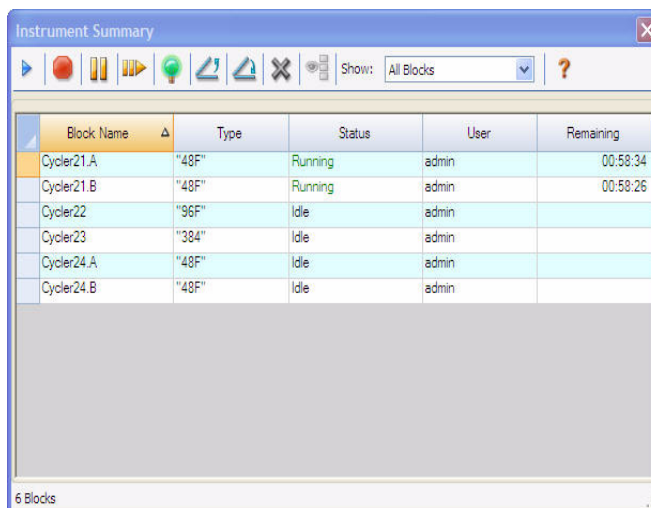 Instrument Summary
Show: All Blocks ?
Block Name Type Status User Remaining
Cycler21.A "48F" Running admin 00:58:34
Cycler21.B "48F" Running admin 00:58:26
Cycler22 "96F" Idle admin
Cycler23 "384" Idle admin
Cycler24.A "48F" Idle admin
Cycler24.B "48F" Idle admin
6 Blocks